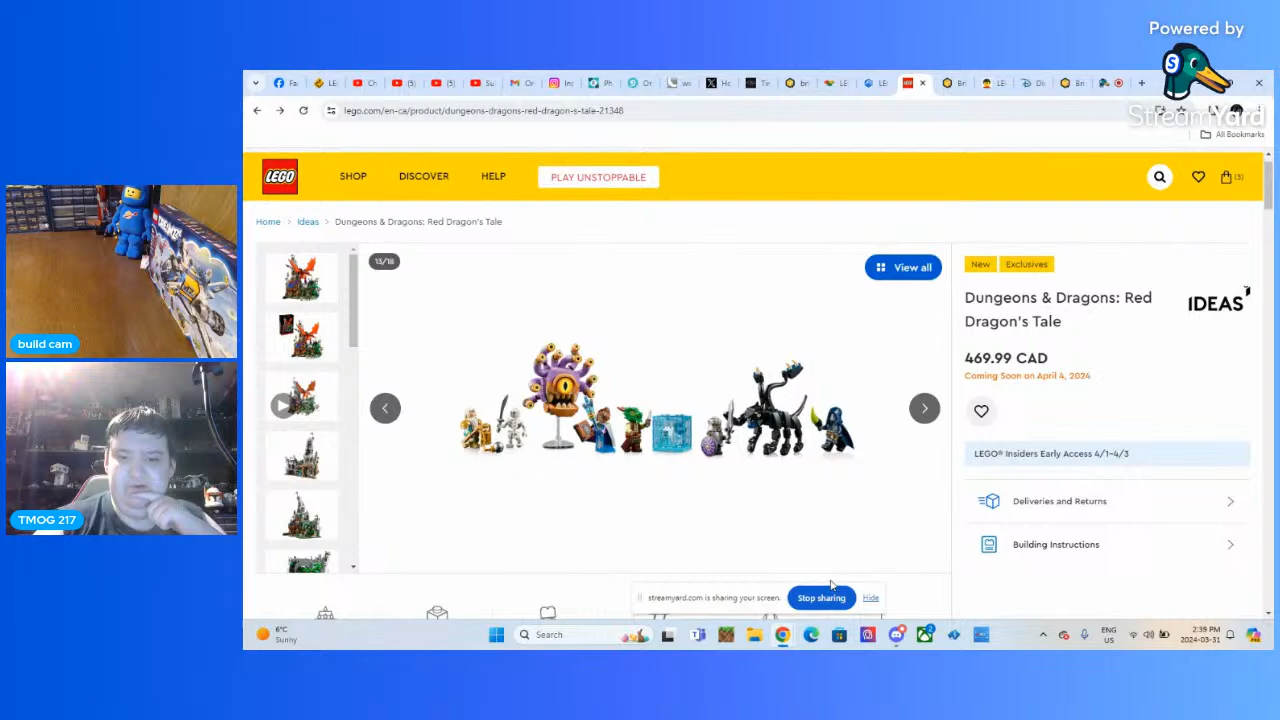 Powered by
StreamYard
lego.com/en-ca/product/dungeons-dragons-red-dragon-s-tale-21348
All Bookmarks
LEGO
SHOP
DISCOVER
HELP
PLAY UNSTOPPABLE
(3)
Home > Ideas > Dungeons & Dragons: Red Dragon's Tale
13/18
View all
New
Exclusives
Dungeons & Dragons: Red
Dragon's Tale
IDEAS
469.99 CAD
Coming Soon on April 4, 2024
LEGO® Insiders Early Access 4/1-4/3
Deliveries and Returns
Building Instructions
build cam
TMOG 217
streamyard.com is sharing your screen.
Stop sharing
Hide
6°C
Sunny
Search
ENG
US
2:39 PM
2024-03-31